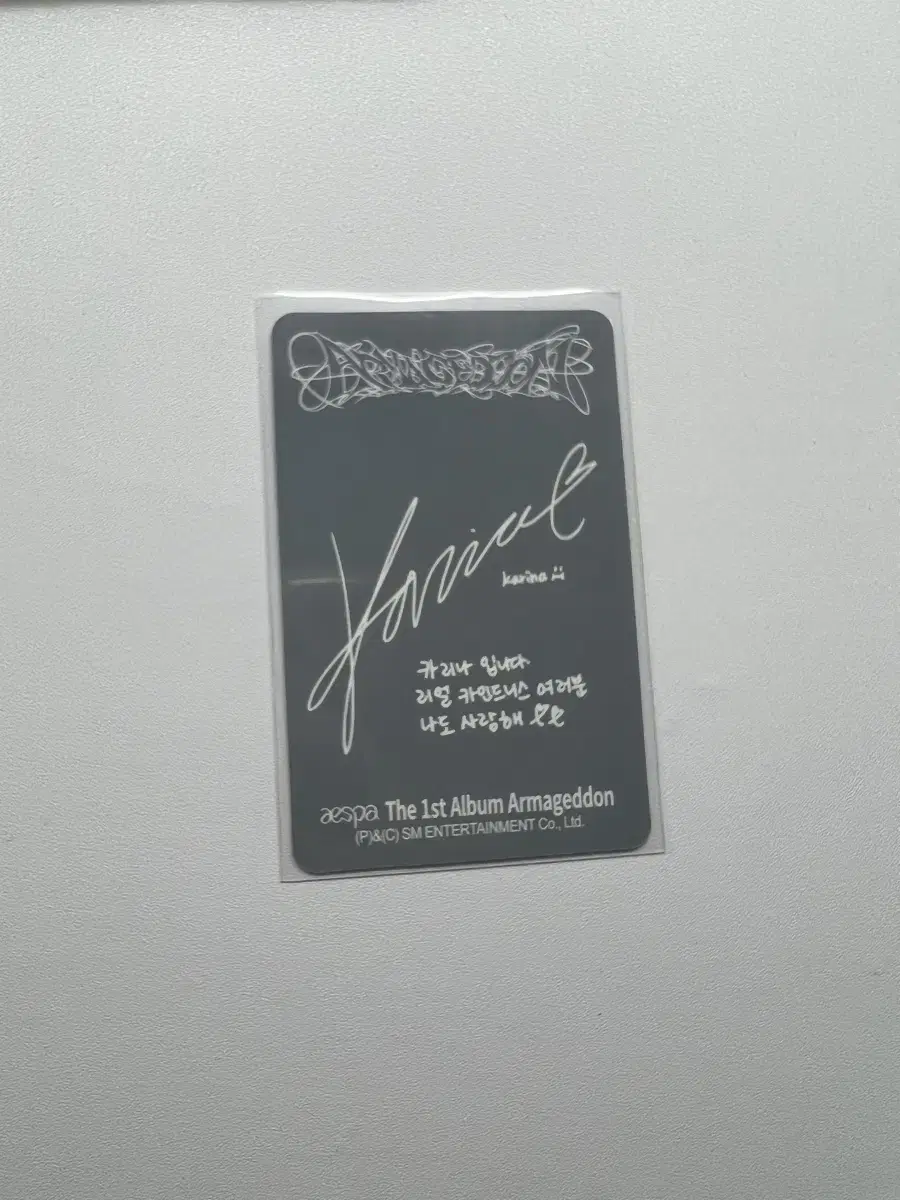 ARMAGEDDON
Karina
karina
카리나 입니다
리얼 카인드니스 여러분
나도 사랑해
aespa The 1st Album Armageddon
(P)&(C) SM ENTERTAINMENT Co., Ltd.